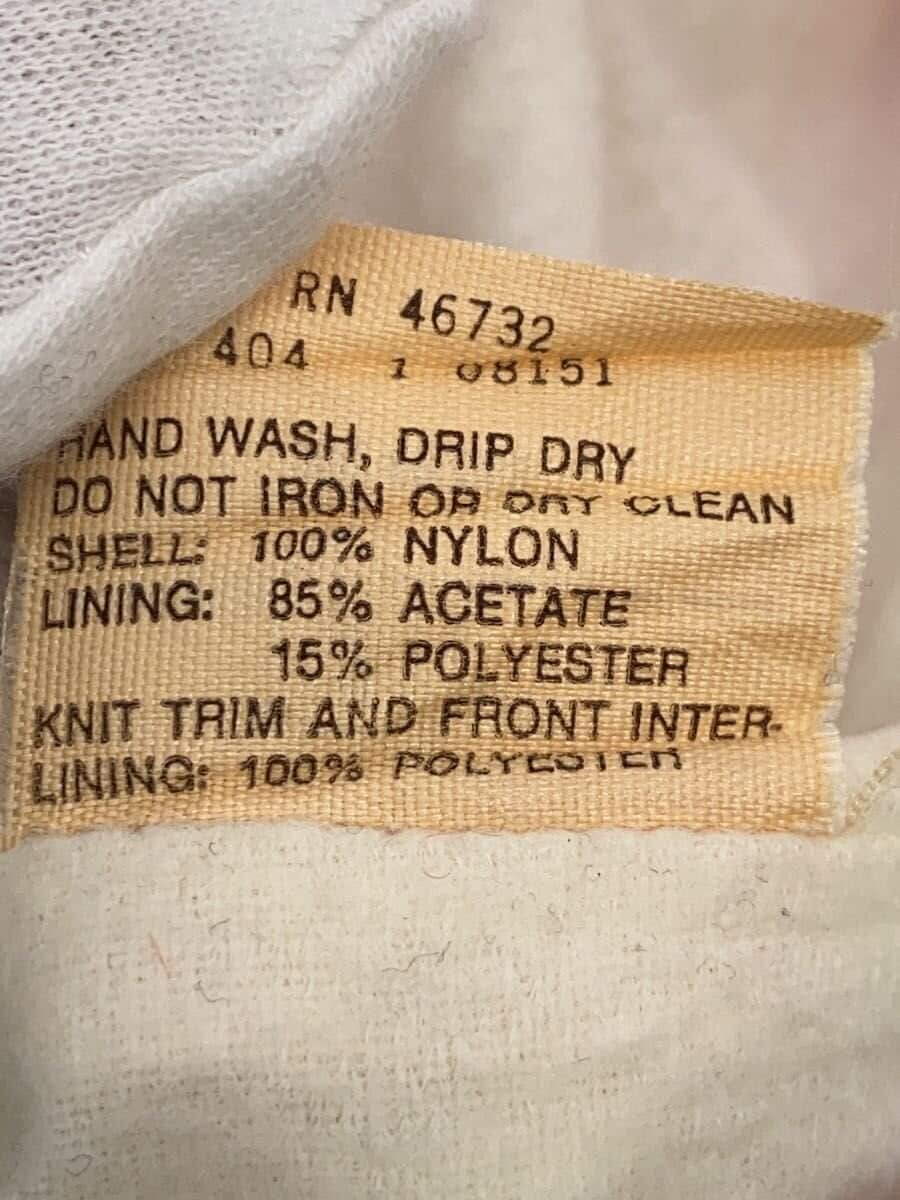 RN 46732
404 1 08151
HAND WASH, DRIP DRY
DO NOT IRON OR DRY CLEAN
SHELL: 100% NYLON
LINING: 85% ACETATE
15% POLYESTER
KNIT TRIM AND FRONT INTER-
LINING: 100% POLYESTER